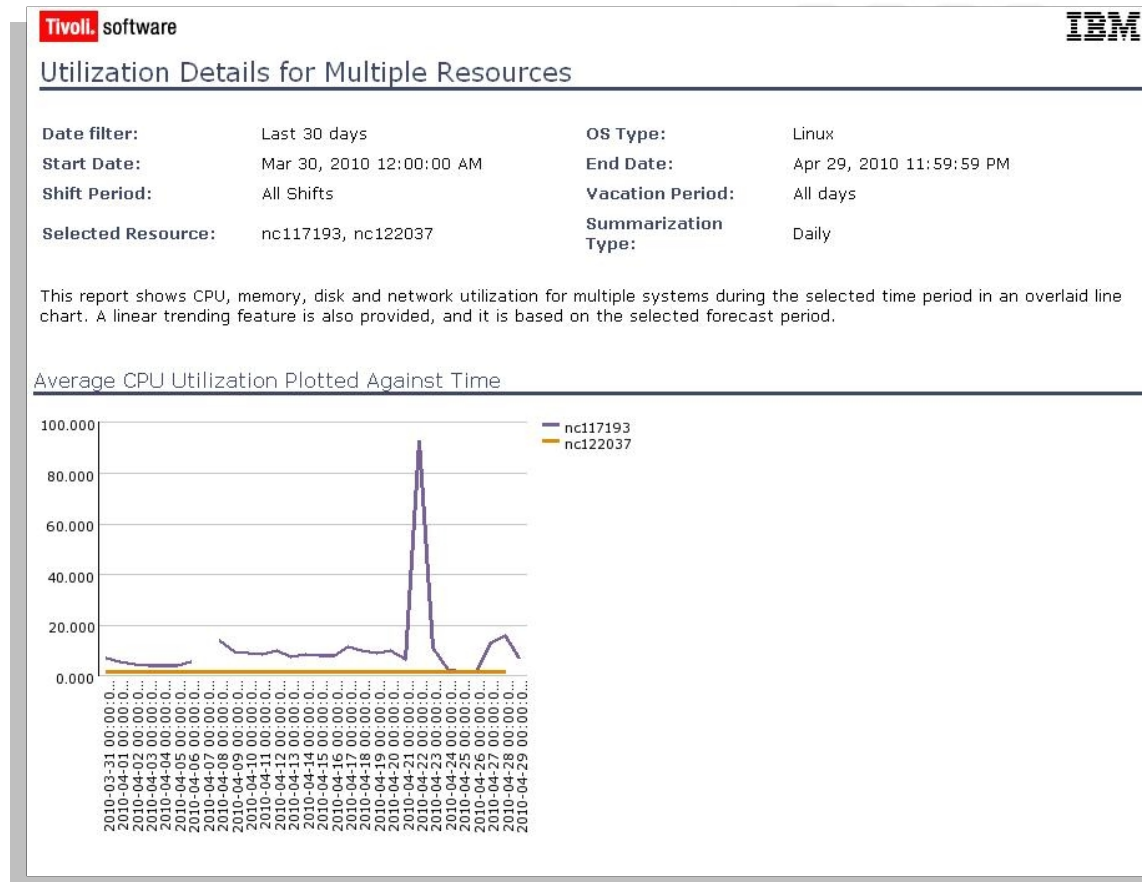 Tivoli. software
IBM
Utilization Details for Multiple Resources
Date filter: Last 30 days OS Type: Linux
Start Date: Mar 30, 2010 12:00:00 AM End Date: Apr 29, 2010 11:59:59 PM
Shift Period: All Shifts Vacation Period: All days
Selected Resource: nc117193, nc122037 Summarization
Type: Daily
This report shows CPU, memory, disk and network utilization for multiple systems during the selected time period in an overlaid line
chart. A linear trending feature is also provided, and it is based on the selected forecast period.
Average CPU Utilization Plotted Against Time
100.000
80.000
60.000
40.000
20.000
0.000
nc117193
nc122037
2010-03-31 00:00:0...
2010-04-01 00:00:0...
2010-04-02 00:00:0...
2010-04-03 00:00:0...
2010-04-04 00:00:0...
2010-04-05 00:00:0...
2010-04-06 00:00:0...
2010-04-07 00:00:0...
2010-04-08 00:00:0...
2010-04-09 00:00:0...
2010-04-10 00:00:0...
2010-04-11 00:00:0...
2010-04-12 00:00:0...
2010-04-13 00:00:0...
2010-04-14 00:00:0...
2010-04-15 00:00:0...
2010-04-16 00:00:0...
2010-04-17 00:00:0...
2010-04-18 00:00:0...
2010-04-19 00:00:0...
2010-04-20 00:00:0...
2010-04-21 00:00:0...
2010-04-22 00:00:0...
2010-04-23 00:00:0...
2010-04-24 00:00:0...
2010-04-25 00:00:0...
2010-04-26 00:00:0...
2010-04-27 00:00:0...
2010-04-28 00:00:0...
2010-04-29 00:00:0...